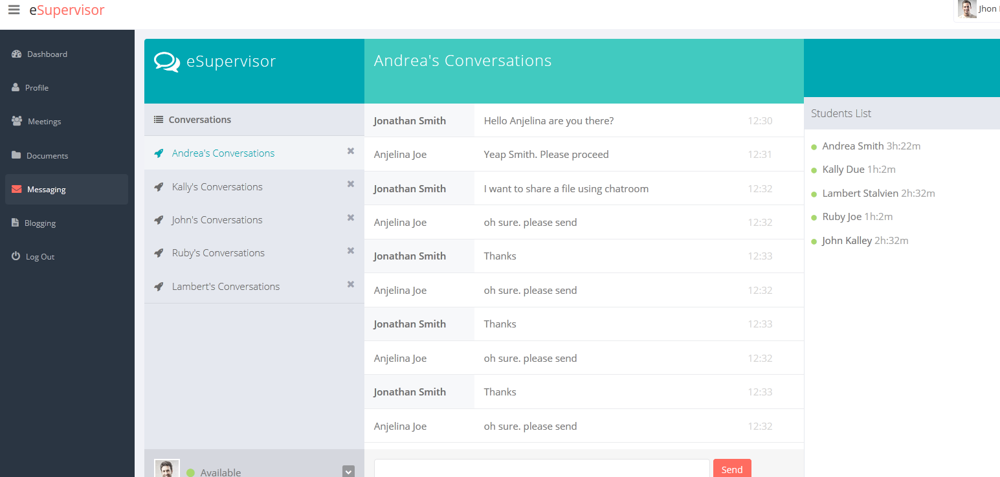 eSupervisor
Jhon
Dashboard
Profile
Meetings
Documents
Messaging
Blogging
Log Out
eSupervisor
Conversations
Andrea's Conversations
Kally's Conversations
John's Conversations
Ruby's Conversations
Lambert's Conversations
Available
Andrea's Conversations
Jonathan Smith Hello Anjelina are you there? 12:30
Anjelina Joe Yeap Smith. Please proceed 12:31
Jonathan Smith I want to share a file using chatroom 12:32
Anjelina Joe oh sure. please send 12:32
Jonathan Smith Thanks 12:33
Anjelina Joe oh sure. please send 12:32
Jonathan Smith Thanks 12:33
Anjelina Joe oh sure. please send 12:32
Jonathan Smith Thanks 12:33
Anjelina Joe oh sure. please send 12:32
Send
Students List
Andrea Smith 3h:22m
Kally Due 1h:2m
Lambert Stalvien 2h:32m
Ruby Joe 1h:2m
John Kalley 2h:32m